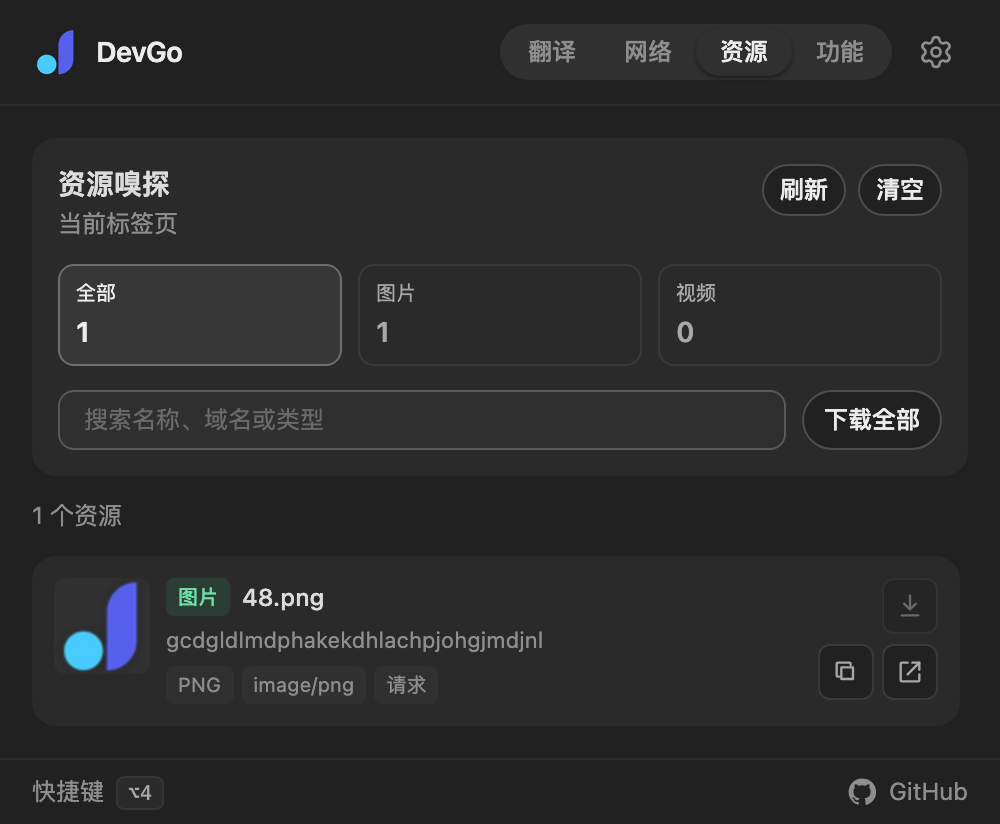 DevGo
翻译 网络 资源 功能
资源嗅探
当前标签页
刷新 清空
全部
1
图片
1
视频
0
搜索名称、域名或类型
下载全部
1 个资源
图片 48.png
gcdgldlmdphakekdhlachpjohgjmdjnl
PNG image/png 请求
快捷键 ⌥4
GitHub